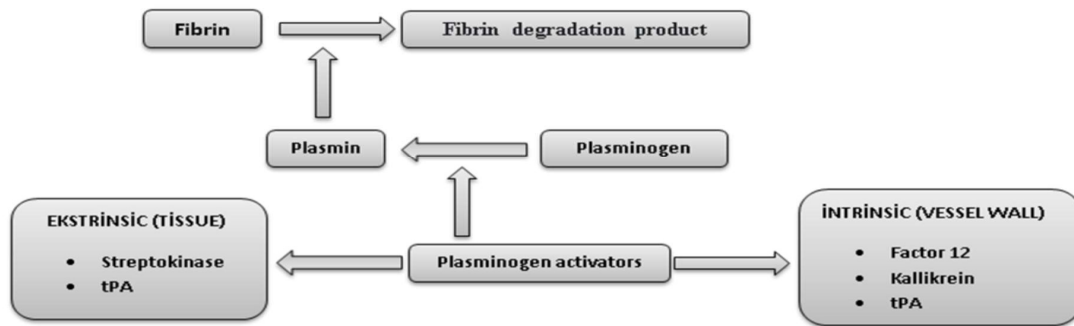 Fibrin
Fibrin degradation product
Plasmin
Plasminogen
EKSTRİNSİC (TİSSUE)
• Streptokinase
• tPA
Plasminogen activators
İNTRİNSİC (VESSEL WALL)
• Factor 12
• Kallikrein
• tPA